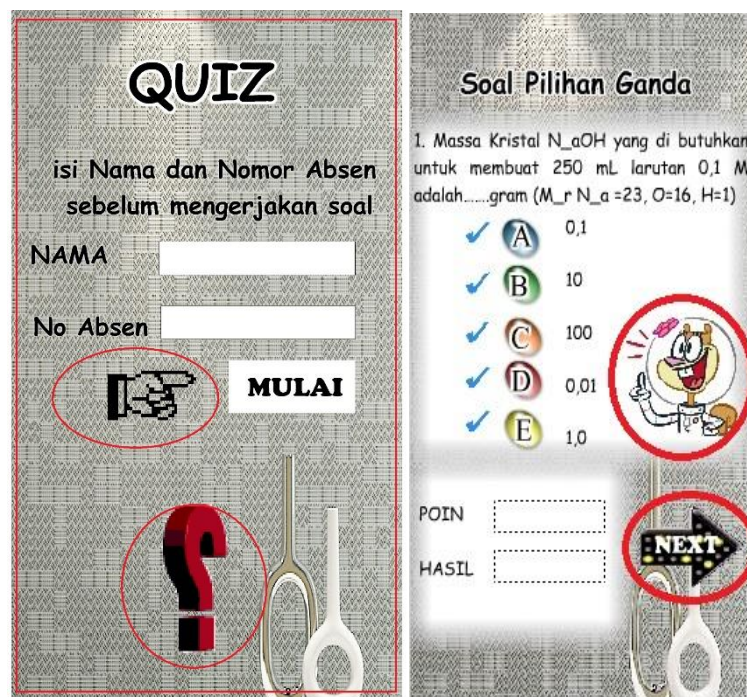 QUIZ
isi Nama dan Nomor Absen
sebelum mengerjakan soal
NAMA
No Absen
MULAI
?
Soal Pilihan Ganda
1. Massa Kristal N_aOH yang di butuhkan
untuk membuat 250 mL larutan 0,1 M
adalah......gram (M_r N_a =23, O=16, H=1)
A 0,1
B 10
C 100
D 0,01
E 1,0
POIN
HASIL
NEXT